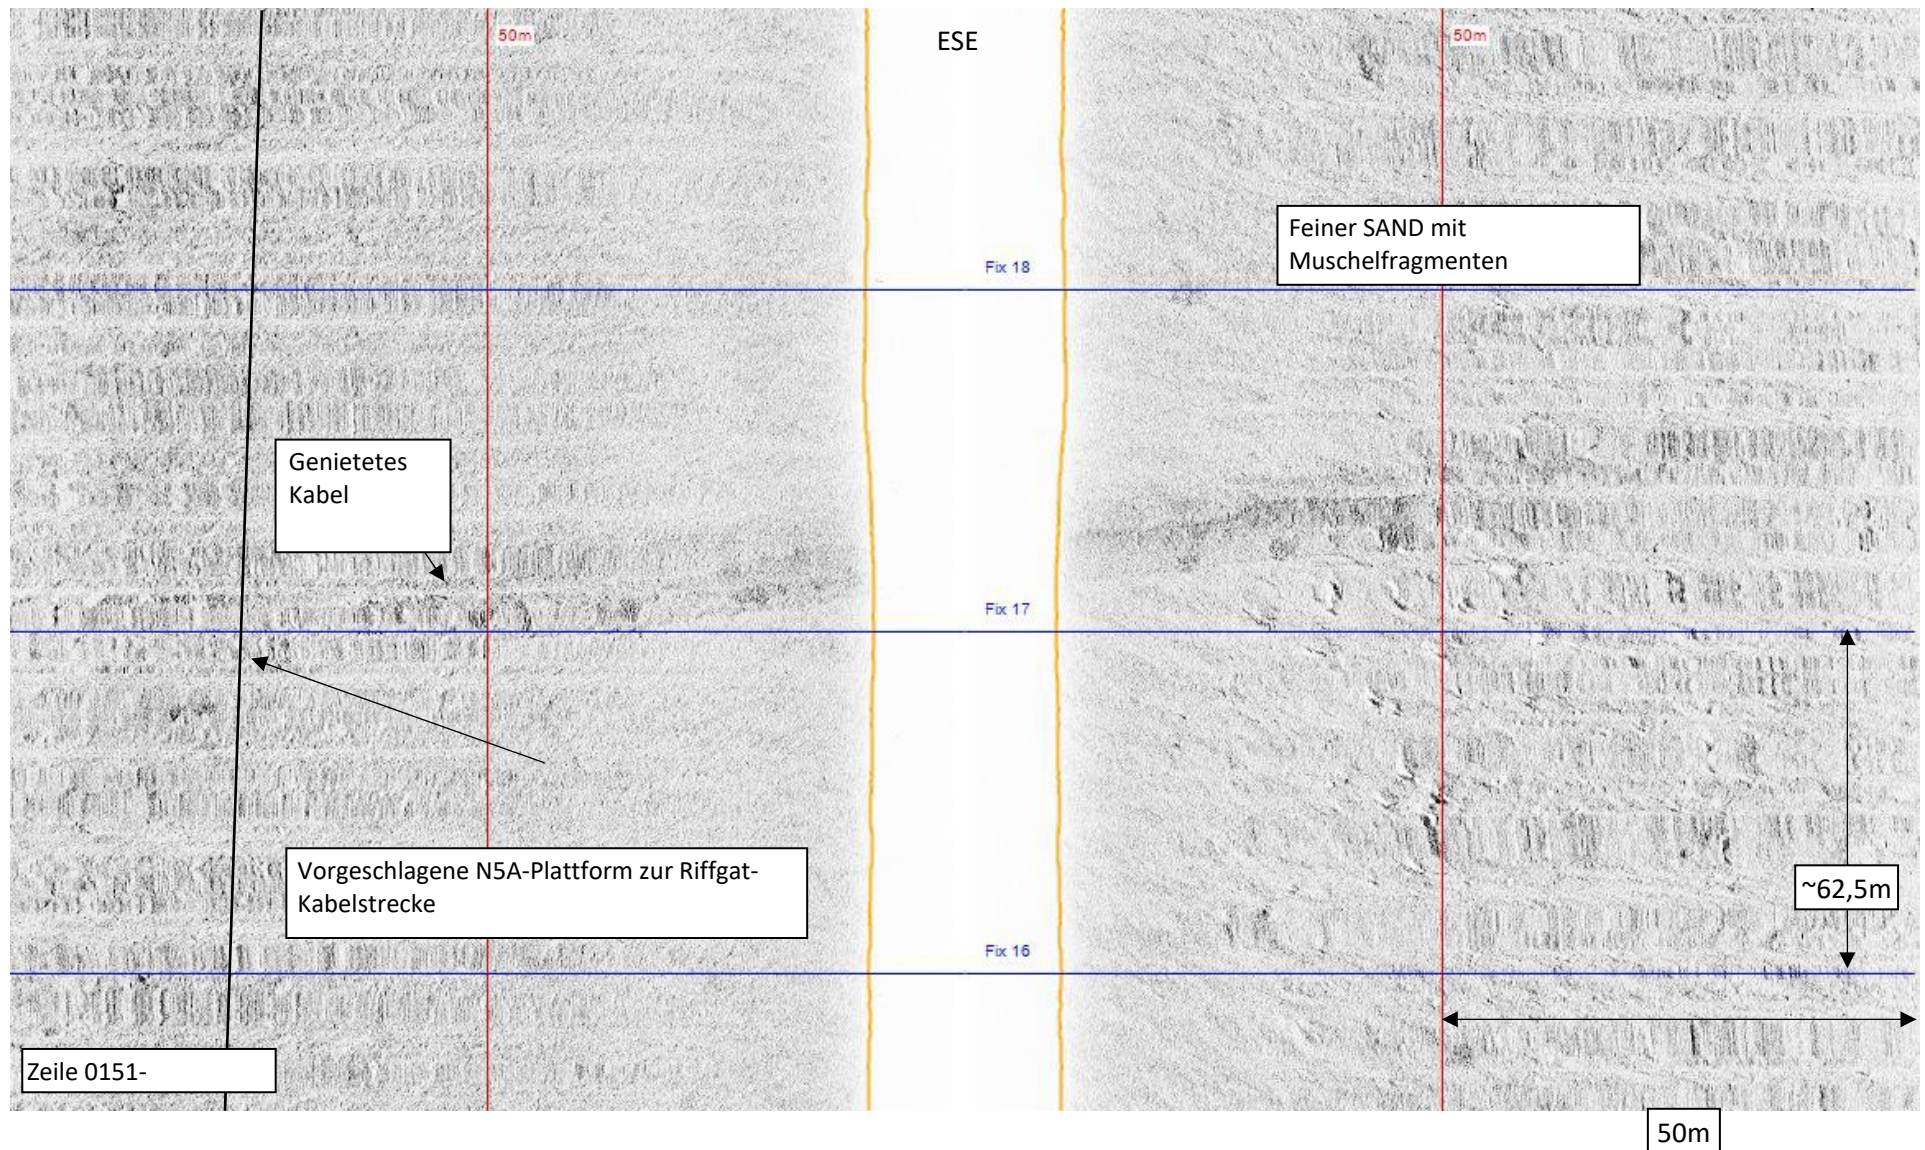 50m
ESE
50m
Feiner SAND mit
Muschelfragmenten
Fix 18
Genietetes
Kabel
Fix 17
Vorgeschlagene N5A-Plattform zur Riffgat-
Kabelstrecke
~62,5m
Fix 16
Zeile 0151-
50m